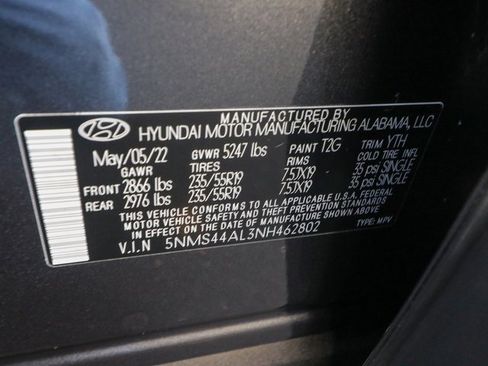 MANUFACTURED BY
HYUNDAI MOTOR MANUFACTURING ALABAMA, LLC
May/05/22 GVWR 5247 lbs PAINT T2G TRIM YTH
GAWR TIRES RIMS COLD TIRE INFL
FRONT 2866 lbs 235/55R19 7.5JX19 35 psi SINGLE
REAR 2976 lbs 235/55R19 7.5JX19 35 psi SINGLE
THIS VEHICLE CONFORMS TO ALL APPLICABLE U.S.A. FEDERAL
MOTOR VEHICLE SAFETY AND THEFT PREVENTION STANDARDS
IN EFFECT ON THE DATE OF MANUFACTURE SHOWN ABOVE.
V.I.N 5NMS44AL3NH462802 TYPE: MPV